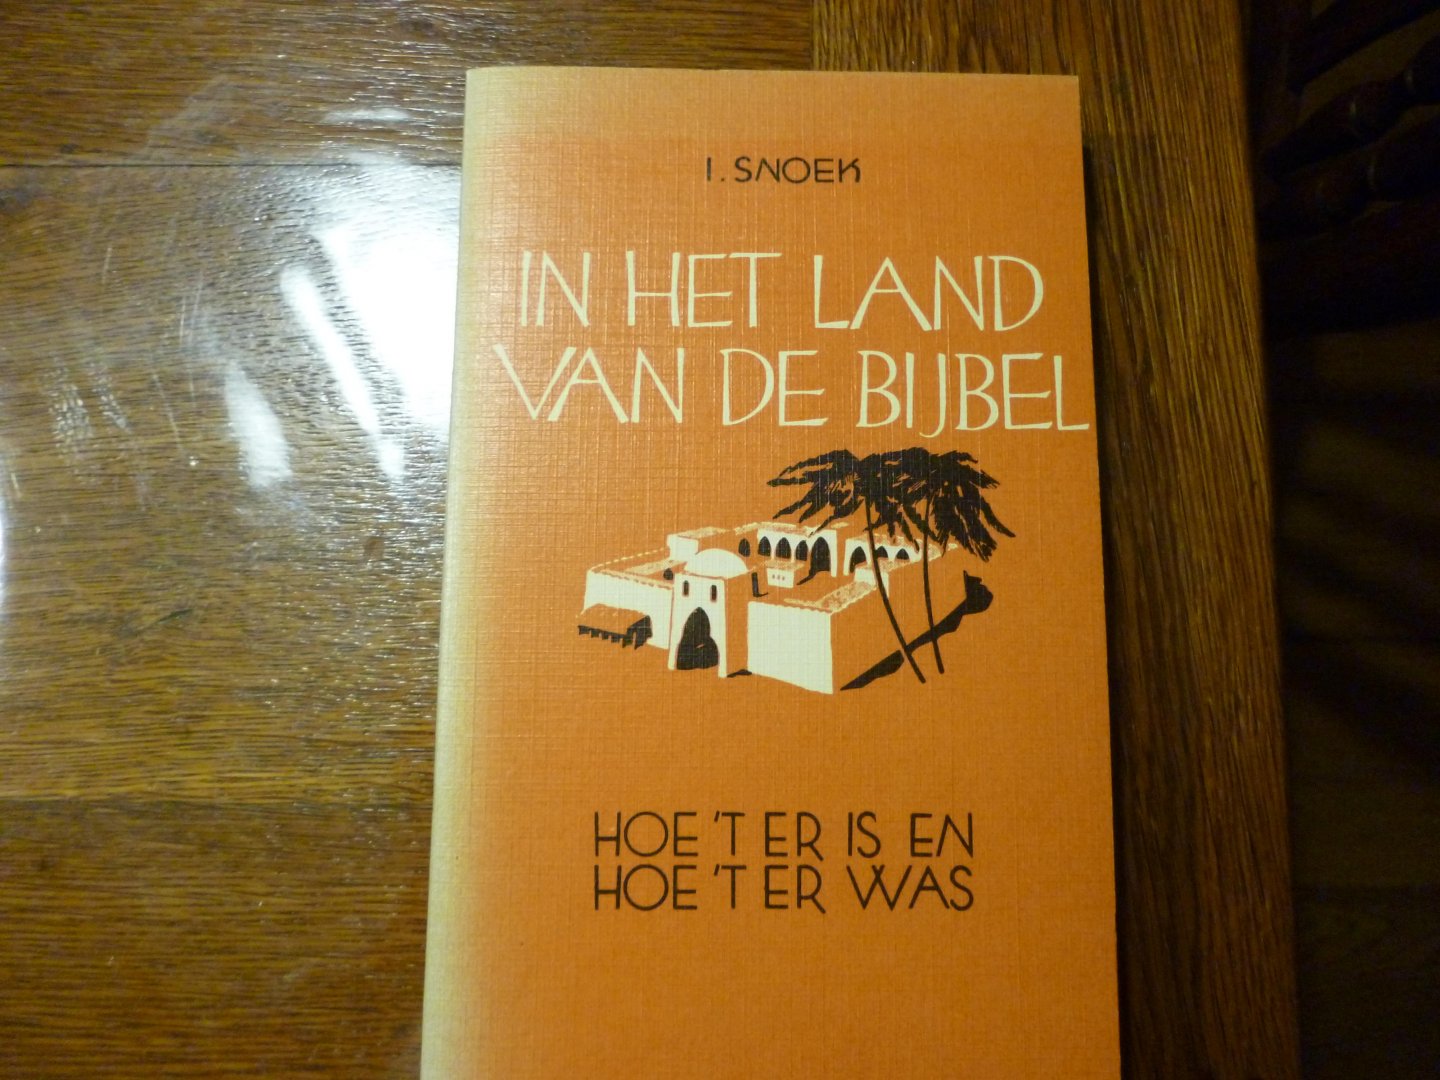 I. SNOEK
IN HET LAND
VAN DE BIJBEL
HOE 'T ER IS EN
HOE 'T ER WAS